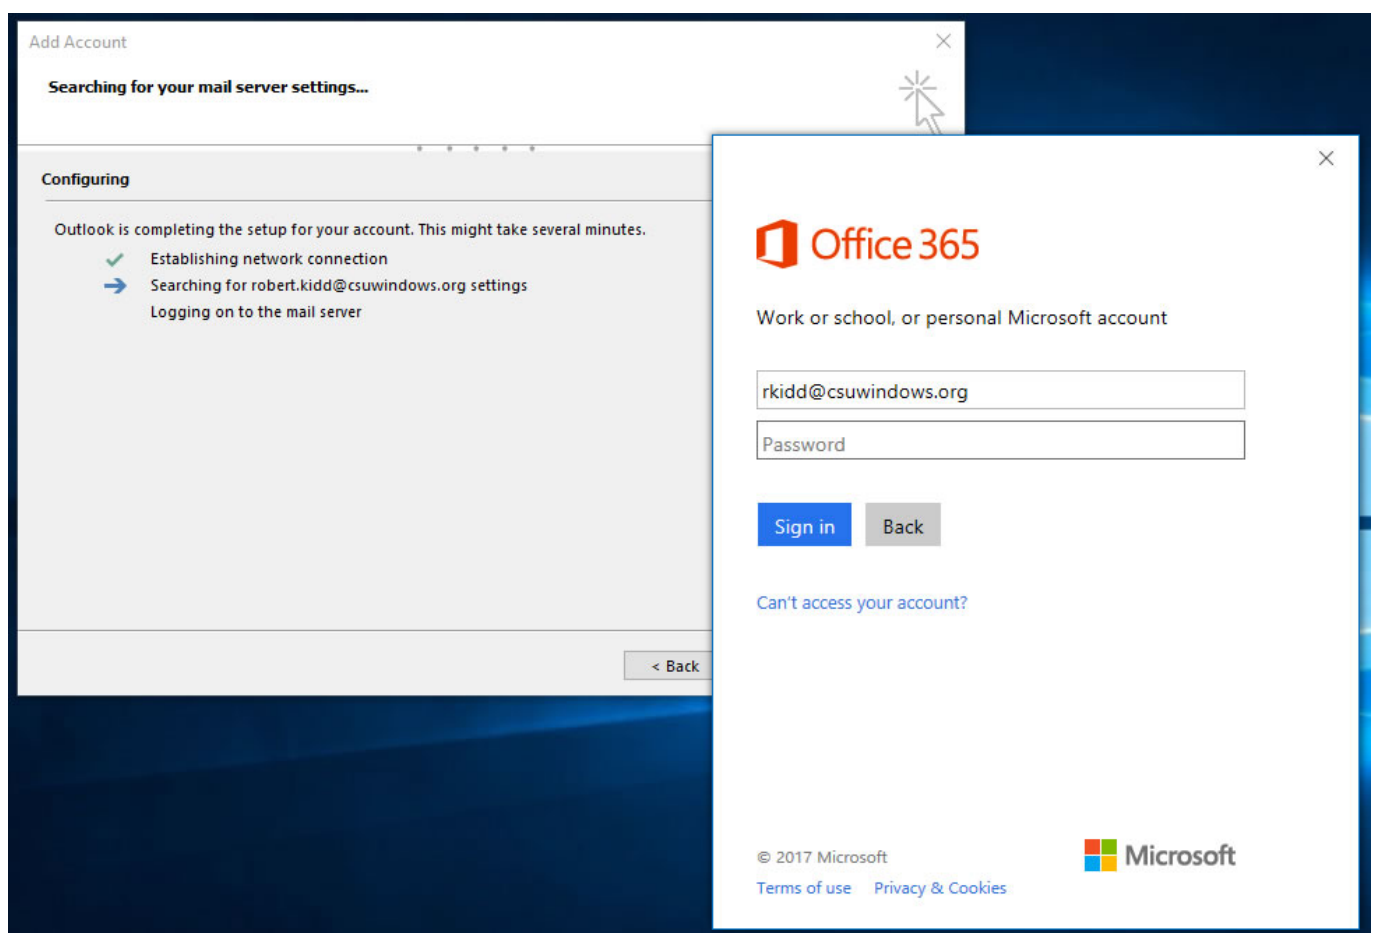 Add Account
Searching for your mail server settings...
Configuring
Outlook is completing the setup for your account. This might take several minutes.
Establishing network connection
Searching for robert.kidd@csuwindows.org settings
Logging on to the mail server
< Back
Office 365
Work or school, or personal Microsoft account
rkidd@csuwindows.org
Password
Sign in Back
Can't access your account?
© 2017 Microsoft
Microsoft
Terms of use Privacy & Cookies